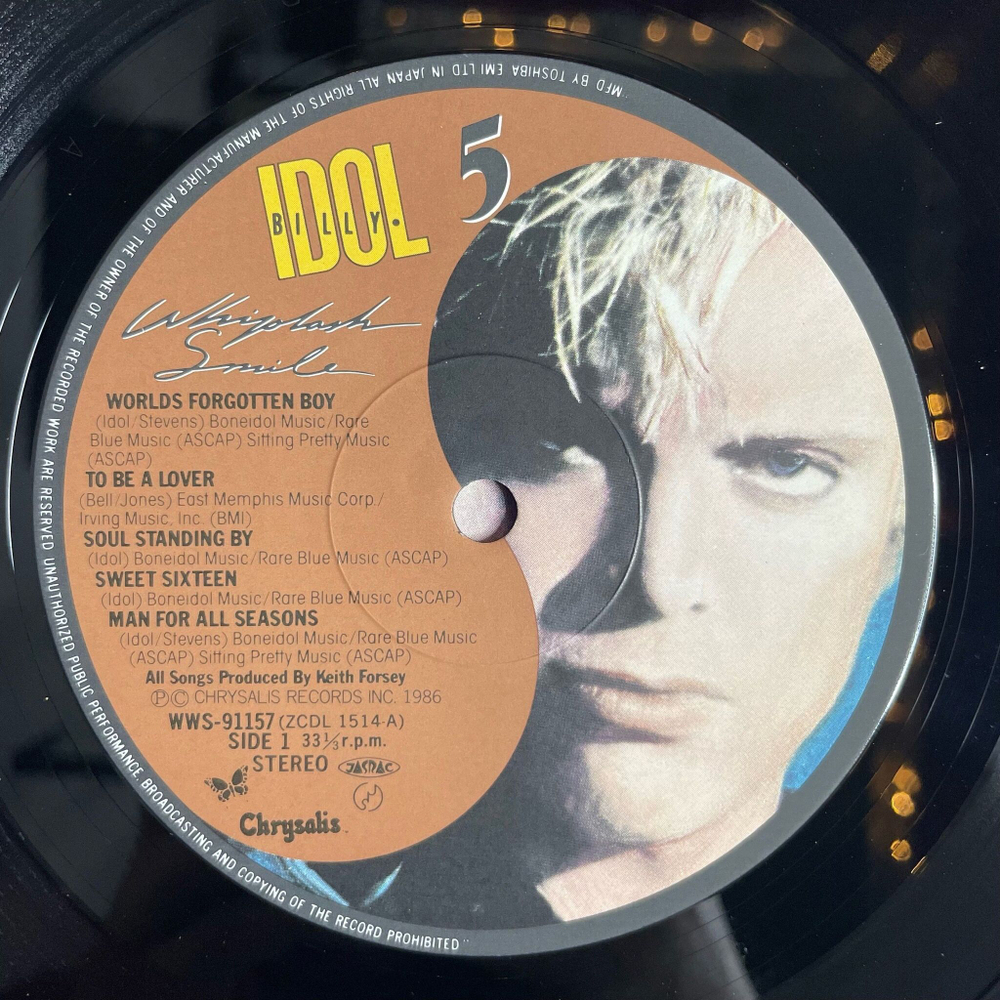 "MFD BY TOSHIBA EMI LTD IN JAPAN ALL RIGHTS OF THE MANUFACTURER AND OF THE OWNER OF THE RECORDED WORK ARE RESERVED UNAUTHORIZED PUBLIC PERFORMANCE, BROADCASTING AND COPYING OF THE RECORD PROHIBITED"
5
IDOL
BILLY.
Whiplash
Smile
WORLDS FORGOTTEN BOY
(Idol/Stevens) Boneidol Music/Rare
Blue Music (ASCAP) Sitting Pretty Music
(ASCAP)
TO BE A LOVER
(Bell/Jones) East Memphis Music Corp./
Irving Music, Inc. (BMI)
SOUL STANDING BY
(Idol) Boneidol Music/Rare Blue Music (ASCAP)
SWEET SIXTEEN
(Idol) Boneidol Music/Rare Blue Music (ASCAP)
MAN FOR ALL SEASONS
(Idol/Stevens) Boneidol Music/Rare Blue Music
(ASCAP) Sitting Pretty Music (ASCAP)
All Songs Produced By Keith Forsey
ⓅⒸ CHRYSALIS RECORDS INC. 1986
WWS-91157 (ZCDL 1514-A)
SIDE 1 33⅓ r.p.m.
STEREO JASRAC
Chrysalis
A